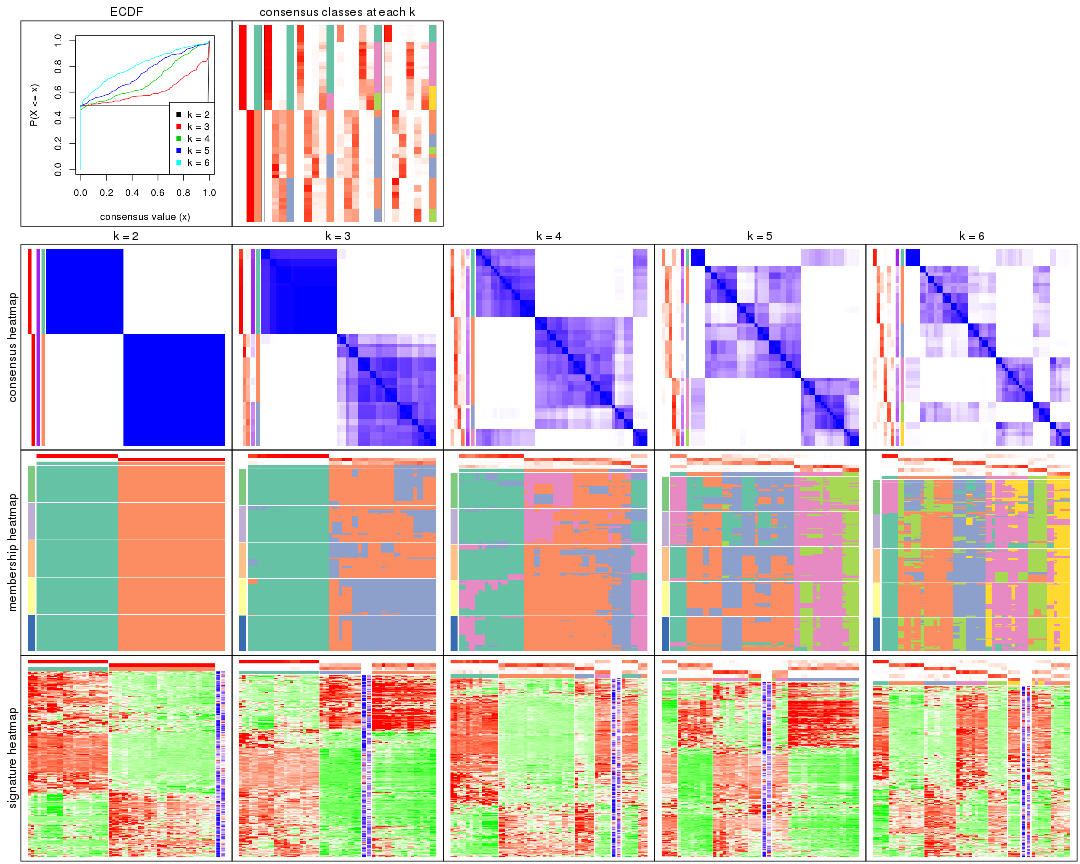 ECDF
consensus classes at each k
P(X <= x)
0.0 0.2 0.4 0.6 0.8 1.0
k = 2
k = 3
k = 4
k = 5
k = 6
0.0 0.2 0.4 0.6 0.8 1.0
consensus value (x)
k = 2 k = 3 k = 4 k = 5 k = 6
consensus heatmap
membership heatmap
signature heatmap